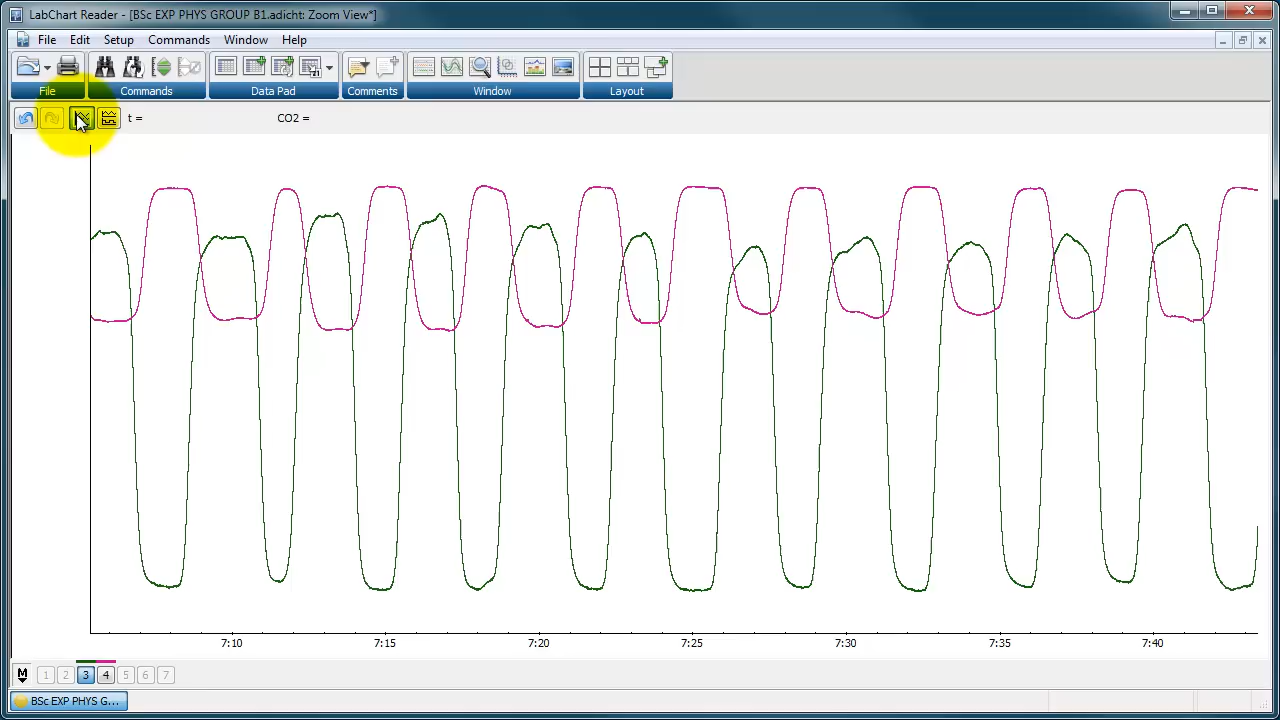 LabChart Reader - [BSc EXP PHYS GROUP B1.adicht: Zoom View*]
File Edit Setup Commands Window Help
File Commands Data Pad Comments Window Layout
t = CO2 =
7:10 7:15 7:20 7:25 7:30 7:35 7:40
M 1 2 3 4 5 6 7
BSc EXP PHYS G...